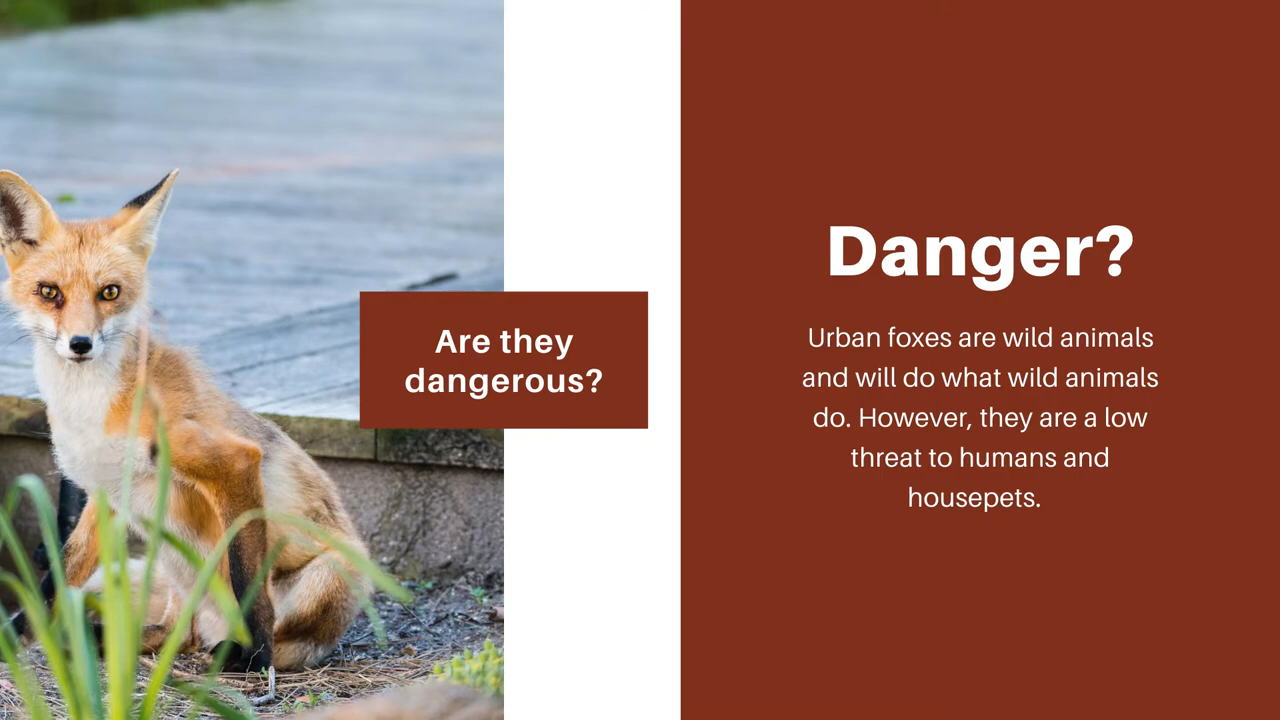 Are they
dangerous?
Danger?
Urban foxes are wild animals
and will do what wild animals
do. However, they are a low
threat to humans and
housepets.